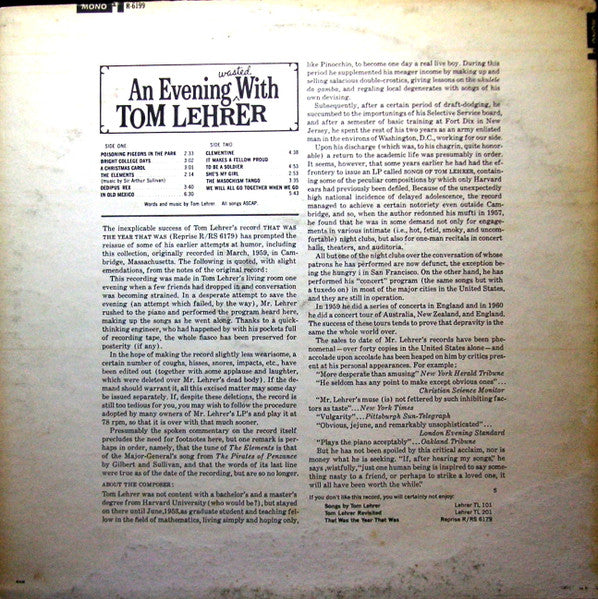 MONO
R-6199
wasted
An Evening With
TOM LEHRER
SIDE ONE
POISONING PIGEONS IN THE PARK 2:33
BRIGHT COLLEGE DAYS 3:02
A CHRISTMAS CAROL 3:01
THE ELEMENTS 2:14
(music by Sir Arthur Sullivan)
OEDIPUS REX 3:40
IN OLD MEXICO 6:30
SIDE TWO
CLEMENTINE 4:38
IT MAKES A FELLOW PROUD
TO BE A SOLDIER 4:53
SHE'S MY GIRL 2:53
THE MASOCHISM TANGO 3:35
WE WILL ALL GO TOGETHER WHEN WE GO
5:43
Words and music by Tom Lehrer All songs ASCAP.
The inexplicable success of Tom Lehrer's record THAT WAS
THE YEAR THAT WAS (Reprise R/RS 6179) has prompted the
reissue of some of his earlier attempts at humor, including
this collection, originally recorded in March, 1959, in Cam-
bridge, Massachusetts. The following is quoted, with slight
emendations, from the notes of the original record:
This recording was made in Tom Lehrer's living room one
evening when a few friends had dropped in and conversation
was becoming strained. In a desperate attempt to save the
evening (an attempt which failed, by the way), Mr. Lehrer
rushed to the piano and performed the program heard here,
making up the songs as he went along. Thanks to a quick-
thinking engineer, who had happened by with his pockets full
of recording tape, the whole fiasco has been preserved for
posterity (if any).
In the hope of making the record slightly less wearisome, a
certain number of coughs, hisses, snores, impacts, etc., have
been edited out (together with some applause and laughter,
which were deleted over Mr. Lehrer's dead body). If the de-
mand should warrant it, all this excised matter may some day
be issued separately. If, despite these deletions, the record is
still too tedious for you, you may wish to follow the procedure
adopted by many owners of Mr. Lehrer's LP's and play it at
78 rpm, so that it is over with that much sooner.
Presumably the spoken commentary on the record itself
precludes the need for footnotes here, but one remark is per-
haps in order, namely, that the tune of The Elements is that
of the Major-General's song from The Pirates of Penzance
by Gilbert and Sullivan, and that the words of its last line
were true as of the date of the recording, but are so no longer.
ABOUT THE COMPOSER:
Tom Lehrer was not content with a bachelor's and a master's
degree from Harvard University (who would be?), but stayed
on there until June, 1953, as graduate student and teaching fel-
low in the field of mathematics, living simply and hoping only,
like Pinocchio, to become one day a real live boy. During this
period he supplemented his meager income by making up and
selling salacious double-crostics, giving lessons on the ukulele
da gamba, and regaling local degenerates with songs of his
own devising.
Subsequently, after a certain period of draft-dodging, he
succumbed to the importunings of his Selective Service board,
and after a semester of basic training at Fort Dix in New
Jersey, he spent the rest of his two years as an army enlisted
man in the environs of Washington, D.C., working for our side.
Upon his discharge (which was, to his chagrin, quite honor-
able) a return to the academic life was presumably in order.
It seems, however, that some years earlier he had had the ef-
frontery to issue an LP called SONGS OF TOM LEHRER, contain-
ing some of the peculiar compositions by which only Harvard
ears had previously been defiled. Because of the unexpectedly
high national incidence of delayed adolescence, the record
managed to achieve a certain notoriety even outside Cam-
bridge, and so, when the author redonned his mufti in 1957,
he found that he was in some demand not only for engage-
ments in various intimate (i.e., hot, fetid, smoky, and uncom-
fortable) night clubs, but also for one-man recitals in concert
halls, theaters, and auditoria.
All but one of the night clubs over the conversation of whose
patrons he has performed are now defunct, the exception be-
ing the hungry i in San Francisco. On the other hand, he has
performed his "concert" program (the same songs but with
a tuxedo on) in most of the major cities in the United States,
and they are still in operation.
In 1959 he did a series of concerts in England and in 1960
he did a concert tour of Australia, New Zealand, and England.
The success of these tours tends to prove that depravity is the
same the whole world over.
The sales to date of Mr. Lehrer's records have been phe-
nomenal—over forty copies in the United States alone—and
accolade upon accolade has been heaped on him by critics pres-
ent at his personal appearances. For example:
"More desperate than amusing" New York Herald Tribune
"He seldom has any point to make except obvious ones"...
Christian Science Monitor
"Mr. Lehrer's muse (is) not fettered by such inhibiting fac-
tors as taste"...New York Times
"Vulgarity"...Pittsburgh Sun-Telegraph
"Obvious, jejune, and remarkably unsophisticated"...
London Evening Standard
"Plays the piano acceptably"...Oakland Tribune
But he has not been spoiled by this critical acclaim, nor is
money what he is seeking. "If, after hearing my songs," he
says, wistfully, "just one human being is inspired to say some-
thing nasty to a friend, or perhaps to strike a loved one, it
will all have been worth the while."
S
If you don't like this record, you will certainly not enjoy:
Songs by Tom Lehrer Lehrer TL 101
Tom Lehrer Revisited Lehrer TL 201
That Was the Year That Was Reprise R/RS 6179